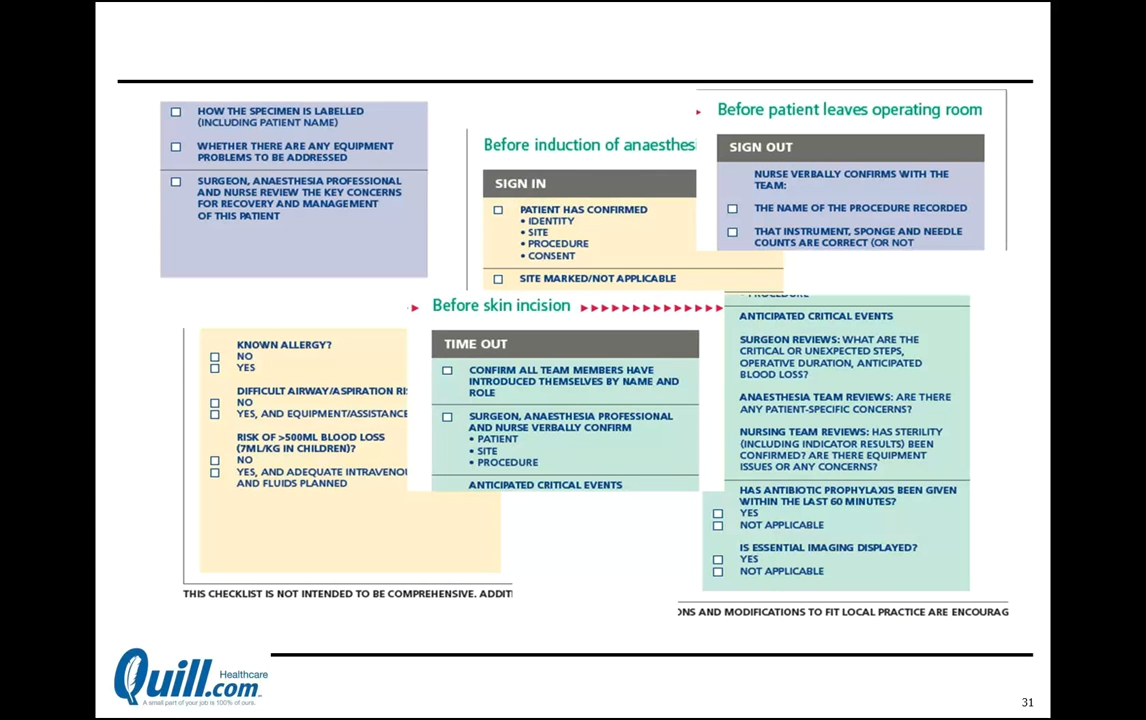 HOW THE SPECIMEN IS LABELLED
(INCLUDING PATIENT NAME)
WHETHER THERE ARE ANY EQUIPMENT
PROBLEMS TO BE ADDRESSED
SURGEON, ANAESTHESIA PROFESSIONAL
AND NURSE REVIEW THE KEY CONCERNS
FOR RECOVERY AND MANAGEMENT
OF THIS PATIENT
Before induction of anaesthes
SIGN IN
PATIENT HAS CONFIRMED
• IDENTITY
• SITE
• PROCEDURE
• CONSENT
SITE MARKED/NOT APPLICABLE
Before patient leaves operating room
SIGN OUT
NURSE VERBALLY CONFIRMS WITH THE
TEAM:
THE NAME OF THE PROCEDURE RECORDED
THAT INSTRUMENT, SPONGE AND NEEDLE
COUNTS ARE CORRECT (OR NOT
KNOWN ALLERGY?
NO
YES
DIFFICULT AIRWAY/ASPIRATION RI
NO
YES, AND EQUIPMENT/ASSISTANCE
RISK OF >500ML BLOOD LOSS
(7ML/KG IN CHILDREN)?
NO
YES, AND ADEQUATE INTRAVENOU
AND FLUIDS PLANNED
THIS CHECKLIST IS NOT INTENDED TO BE COMPREHENSIVE. ADDIT
Before skin incision
TIME OUT
CONFIRM ALL TEAM MEMBERS HAVE
INTRODUCED THEMSELVES BY NAME AND
ROLE
SURGEON, ANAESTHESIA PROFESSIONAL
AND NURSE VERBALLY CONFIRM
• PATIENT
• SITE
• PROCEDURE
ANTICIPATED CRITICAL EVENTS
• PROCEDURE
ANTICIPATED CRITICAL EVENTS
SURGEON REVIEWS: WHAT ARE THE
CRITICAL OR UNEXPECTED STEPS,
OPERATIVE DURATION, ANTICIPATED
BLOOD LOSS?
ANAESTHESIA TEAM REVIEWS: ARE THERE
ANY PATIENT-SPECIFIC CONCERNS?
NURSING TEAM REVIEWS: HAS STERILITY
(INCLUDING INDICATOR RESULTS) BEEN
CONFIRMED? ARE THERE EQUIPMENT
ISSUES OR ANY CONCERNS?
HAS ANTIBIOTIC PROPHYLAXIS BEEN GIVEN
WITHIN THE LAST 60 MINUTES?
YES
NOT APPLICABLE
IS ESSENTIAL IMAGING DISPLAYED?
YES
NOT APPLICABLE
ONS AND MODIFICATIONS TO FIT LOCAL PRACTICE ARE ENCOURAG
Healthcare
Quill.com
A small part of your job is 100% of ours.
31